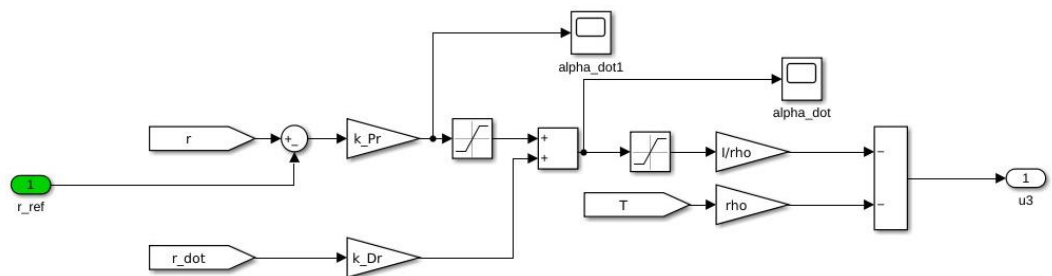 alpha_dot1
alpha_dot
r
+
−
k_Pr
+
+
I/rho
−
1
r_ref
T
rho
−
1
u3
r_dot
k_Dr